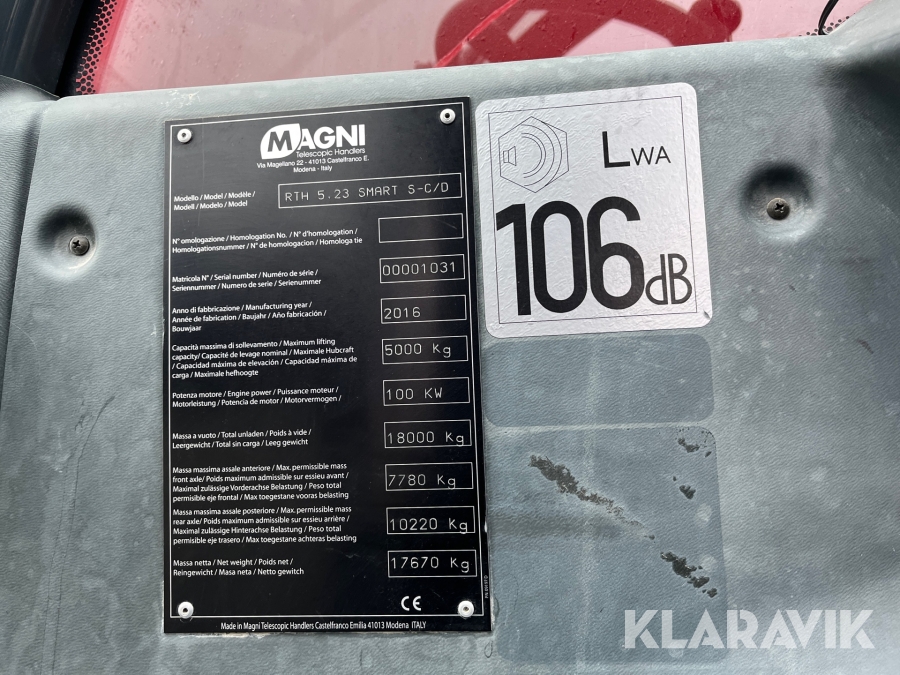 MAGNI
Telescopic Handlers
Via Magellano 22 - 41013 Castelfranco E.
Modena - Italy
Modello / Model / Modèle /
Modell / Modelo / Model
RTH 5.23 SMART S-C/D
N° omologazione / Homologation No. / N° d'homologation /
Homologationsnummer / N° de homologacion / Homologa tie
Matricola N° / Serial number / Numéro de série /
Seriennummer / Numero de serie / Serienummer
00001031
Anno di fabbricazione / Manufacturing year /
Année de fabrication / Baujahr / Año fabricación /
Bouwjaar
2016
Capacità massima di sollevamento / Maximum lifting
capacity/ Capacité de levage nominal / Maximale Hubcraft
/ Capacidad máxima de elevación / Capacidad máxima de
carga / Maximale hefhoogte
5000 Kg
Potenza motore / Engine power / Puissance moteur /
Motorleistung / Potencia de motor / Motorvermogen /
100 KW
Massa a vuoto / Total unladen / Poids à vide /
Leergewicht / Total sin carga / Leeg gewicht
18000 Kg
Massa massima assale anteriore / Max. permissible mass
front axle/ Poids maximum admissible sur essieu avant /
Maximal zulässige Vorderachse Belastung / Peso total
permisible eje frontal / Max toegestane vooras belasting
7780 Kg
Massa massima assale posteriore / Max. permissible mass
rear axle/ Poids maximum admissible sur essieu arrière /
Maximal zulässige Hinterachse Belastung / Peso total
permisible eje trasero / Max toegestane achteras belasting
10220 Kg
Massa netta / Net weight / Poids net /
Reingewicht / Masa neta / Netto gewitch
17670 Kg
CE
Made in Magni Telescopic Handlers Castelfranco Emilia 41013 Modena ITALY
LWA
106dB
KLARAVIK